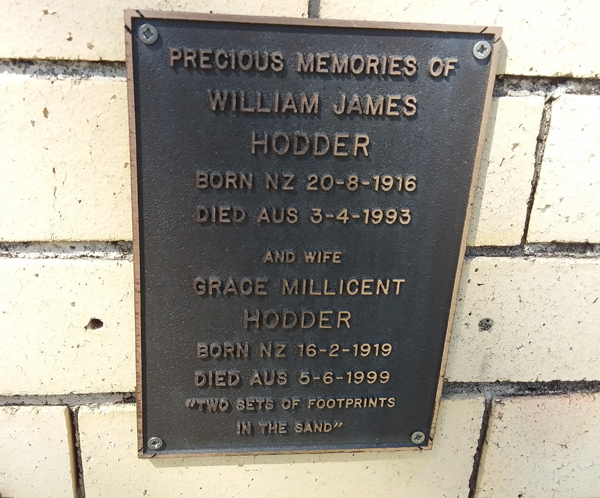 PRECIOUS MEMORIES OF
WILLIAM JAMES
HODDER
BORN NZ 20-8-1916
DIED AUS 3-4-1993
AND WIFE
GRACE MILLICENT
HODDER
BORN NZ 16-2-1919
DIED AUS 5-6-1999
"TWO SETS OF FOOTPRINTS
IN THE SAND"